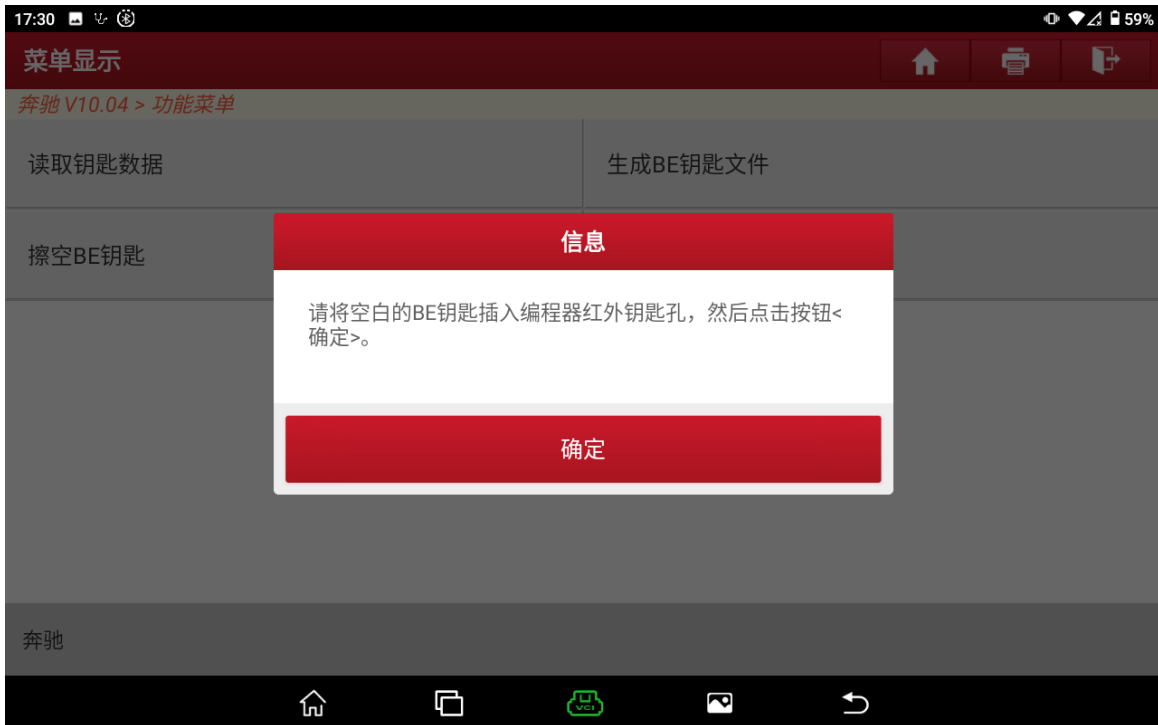 17:30
59%
菜单显示
奔驰 V10.04 > 功能菜单
读取钥匙数据
生成BE钥匙文件
擦空BE钥匙
信息
请将空白的BE钥匙插入编程器红外钥匙孔，然后点击按钮<
确定>。
确定
奔驰
VCI